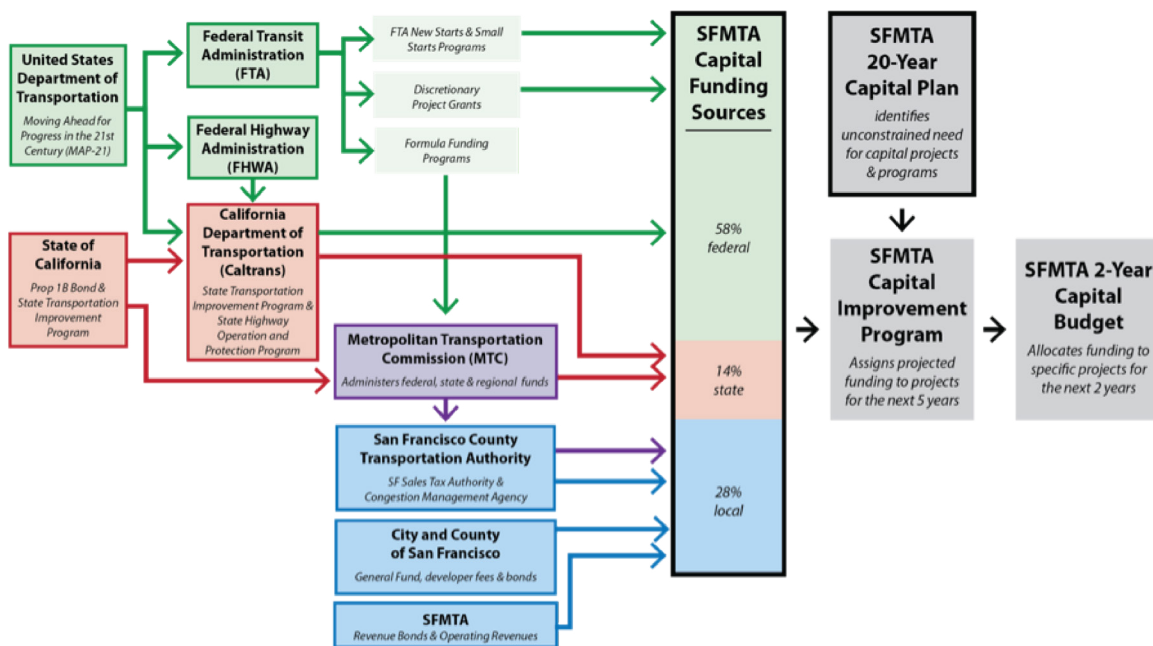 United States
Department of
Transportation
Moving Ahead for
Progress in the 21st
Century (MAP-21)
Federal Transit
Administration
(FTA)
Federal Highway
Administration
(FHWA)
FTA New Starts & Small
Starts Programs
Discretionary
Project Grants
Formula Funding
Programs
State of
California
Prop 1B Bond &
State Transportation
Improvement
Program
California
Department of
Transportation
(Caltrans)
State Transportation
Improvement Program &
State Highway
Operation and
Protection Program
Metropolitan Transportation
Commission (MTC)
Administers federal, state & regional funds
San Francisco County
Transportation Authority
SF Sales Tax Authority &
Congestion Management Agency
City and County
of San Francisco
General Fund, developer fees & bonds
SFMTA
Revenue Bonds & Operating Revenues
SFMTA
Capital
Funding
Sources
58%
federal
14%
state
28%
local
SFMTA
20-Year
Capital Plan
identifies
unconstrained need
for capital projects
& programs
SFMTA
Capital
Improvement
Program
Assigns projected
funding to projects
for the next 5 years
SFMTA 2-Year
Capital
Budget
Allocates funding to
specific projects for
the next 2 years